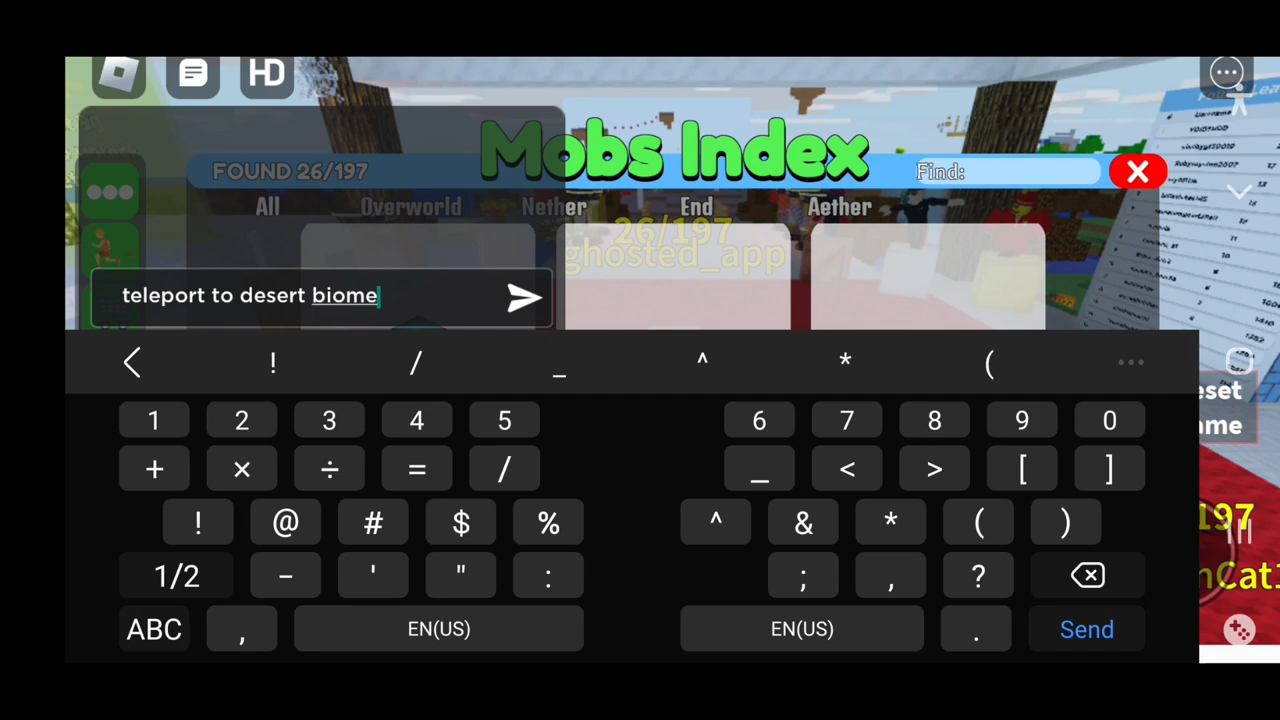 HD
Mobs Index
FOUND 26/197
Find:
All Overworld Nether End Aether
26/197
ghosted_app
teleport to desert biome
! / _ ^ * (
1 2 3 4 5 6 7 8 9 0
+ × ÷ = / _ < > [ ]
! @ # $ % ^ & * ( )
1/2 - ' " : ; , ? 
ABC , EN(US) EN(US) . Send
eset
ame
197
nCat1